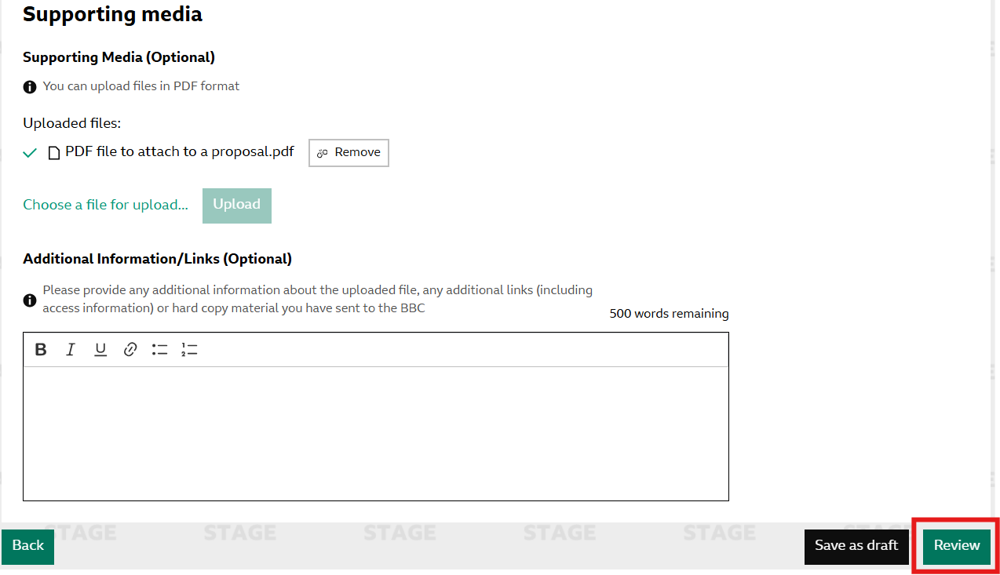 Supporting media
Supporting Media (Optional)
You can upload files in PDF format
Uploaded files:
PDF file to attach to a proposal.pdf Remove
Choose a file for upload... Upload
Additional Information/Links (Optional)
Please provide any additional information about the uploaded file, any additional links (including
access information) or hard copy material you have sent to the BBC
500 words remaining
B I U
STAGE STAGE STAGE STAGE STAGE STAGE
Back Save as draft Review